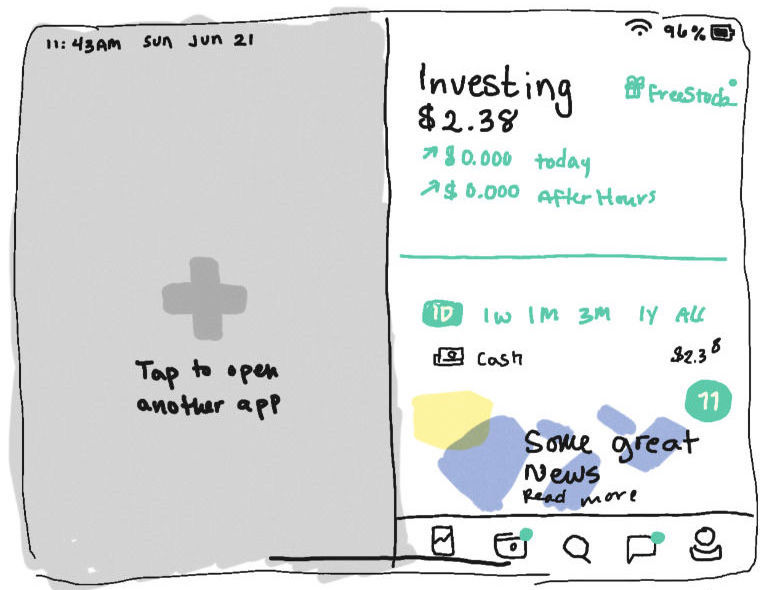 11:43AM Sun Jun 21
96%
Investing
$2.38
FreeStock
↗$0.000 today
↗$0.000 After Hours
1D 1W 1M 3M 1Y ALL
Cash $2.38
11
Tap to open
another app
Some great
News
Read more